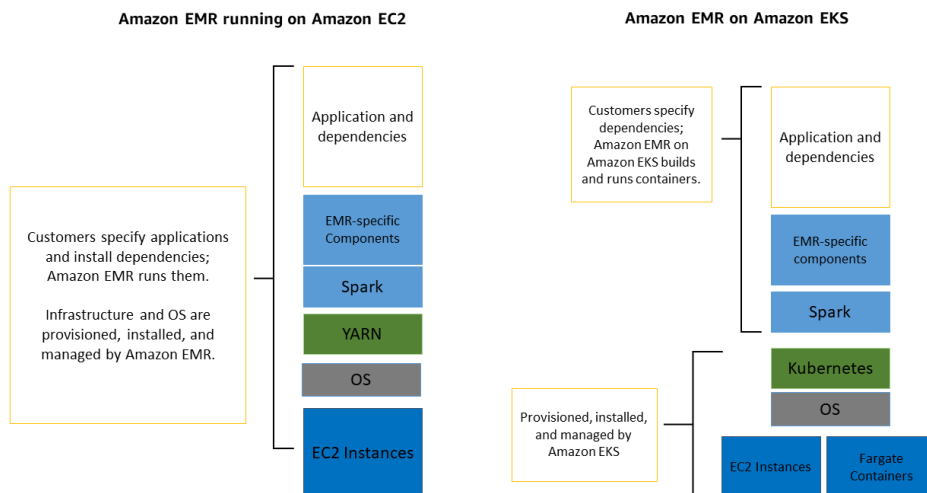 Amazon EMR running on Amazon EC2
Customers specify applications
and install dependencies;
Amazon EMR runs them.
Infrastructure and OS are
provisioned, installed, and
managed by Amazon EMR.
Application and
dependencies
EMR-specific
Components
Spark
YARN
OS
EC2 Instances
Amazon EMR on Amazon EKS
Customers specify
dependencies;
Amazon EMR on
Amazon EKS builds
and runs containers.
Application and
dependencies
EMR-specific
components
Spark
Provisioned, installed,
and managed by
Amazon EKS
Kubernetes
OS
EC2 Instances
Fargate
Containers